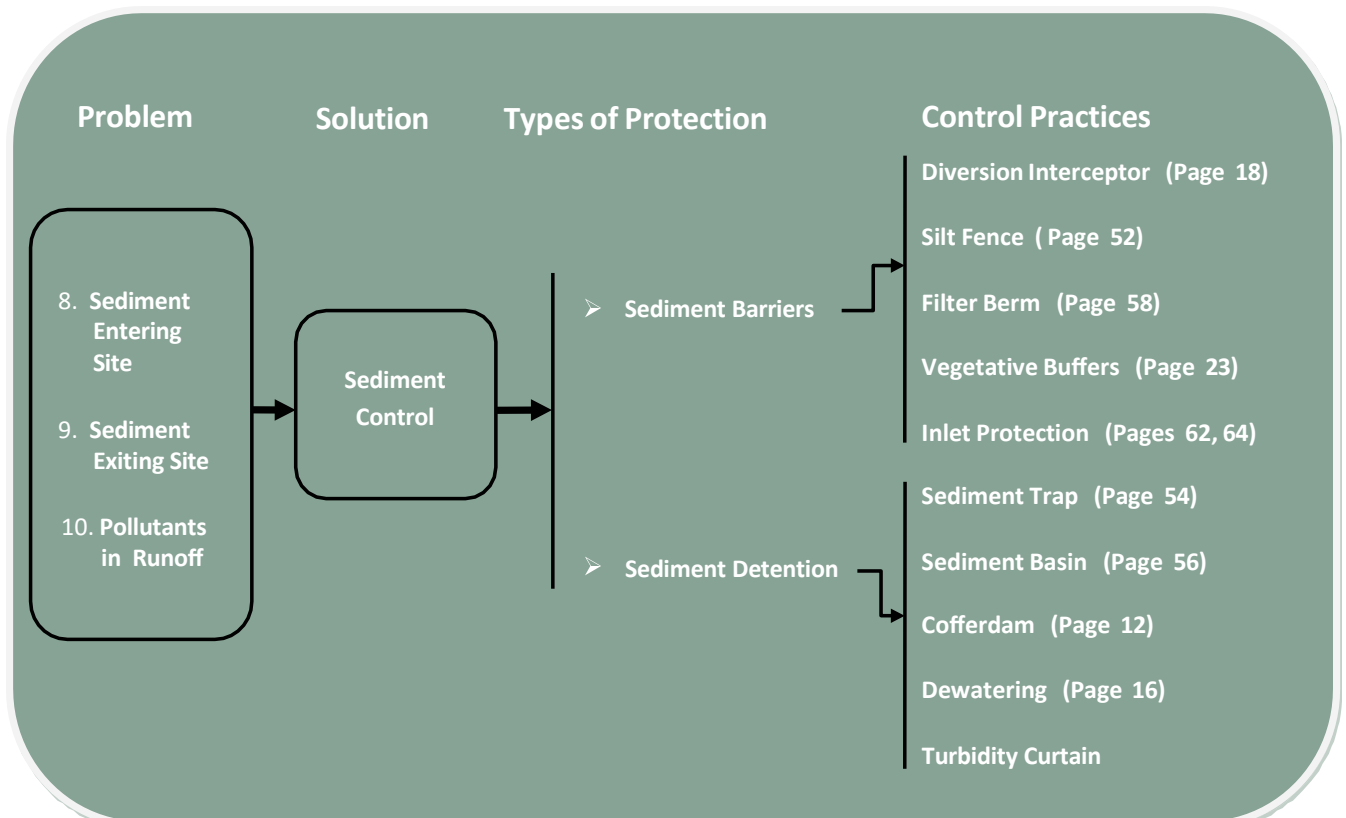 Problem
Solution
Types of Protection
Control Practices
8. Sediment
Entering
Site
9. Sediment
Exiting Site
10. Pollutants
in Runoff
Sediment
Control
➢ Sediment Barriers
➢ Sediment Detention
Diversion Interceptor (Page 18)
Silt Fence ( Page 52)
Filter Berm (Page 58)
Vegetative Buffers (Page 23)
Inlet Protection (Pages 62, 64)
Sediment Trap (Page 54)
Sediment Basin (Page 56)
Cofferdam (Page 12)
Dewatering (Page 16)
Turbidity Curtain